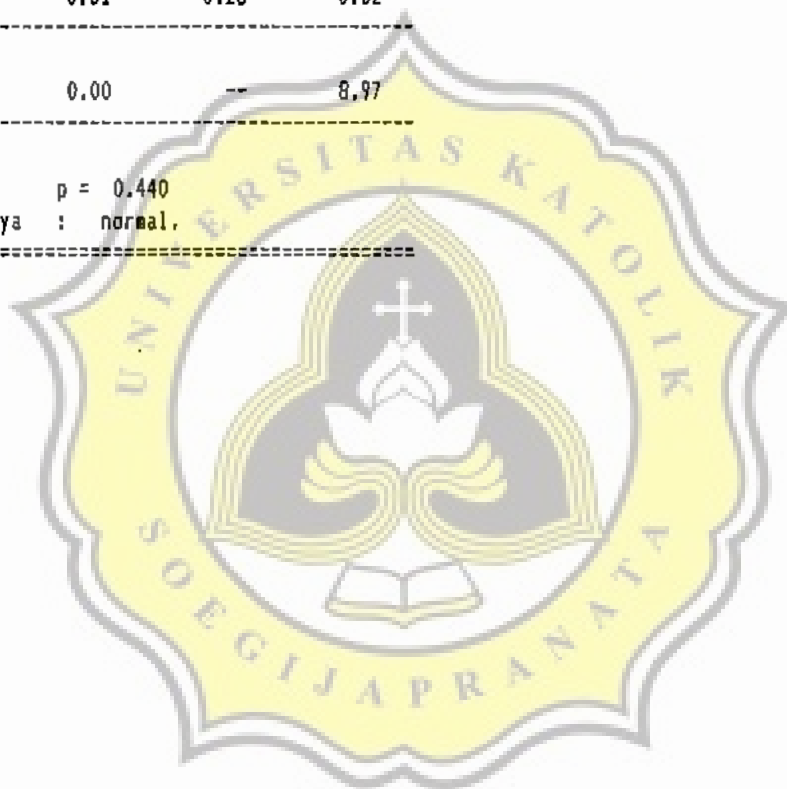 0.00 -- 8.97
p = 0.440
ya : normal.
UNIVERSITAS KATOLIK
SOEGIJAPRANATA